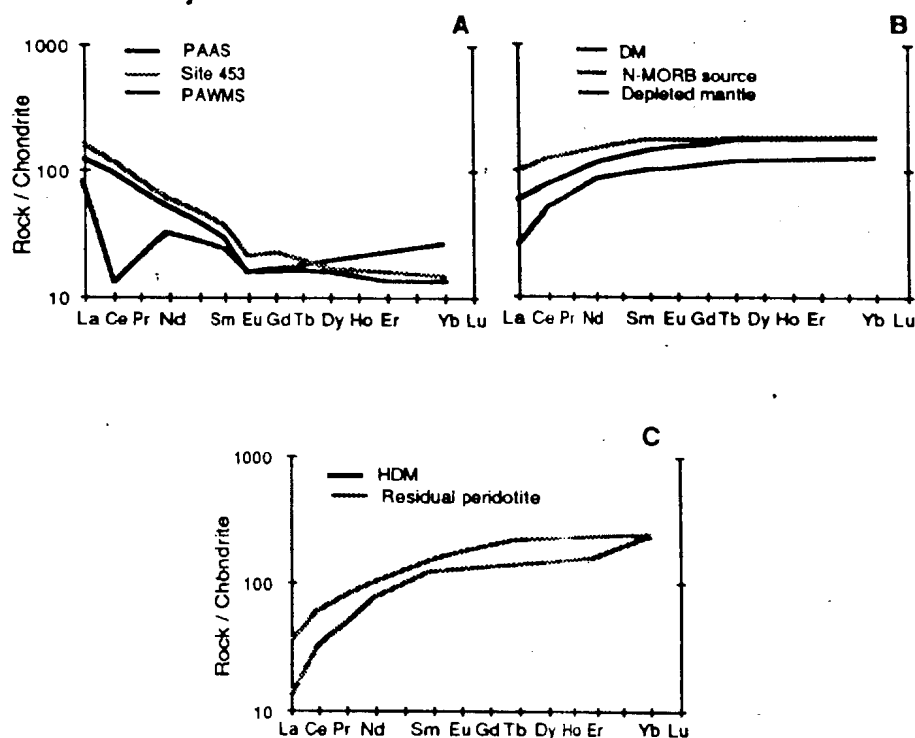 A
1000
PAAS
Site 453
PAWMS
100
10
Rock / Chondrite
La Ce Pr Nd Sm Eu Gd Tb Dy Ho Er Yb Lu
B
DM
N-MORB source
Depleted mantle
La Ce Pr Nd Sm Eu Gd Tb Dy Ho Er Yb Lu
C
1000
HDM
Residual peridotite
100
10
Rock / Chondrite
La Ce Pr Nd Sm Eu Gd Tb Dy Ho Er Yb Lu